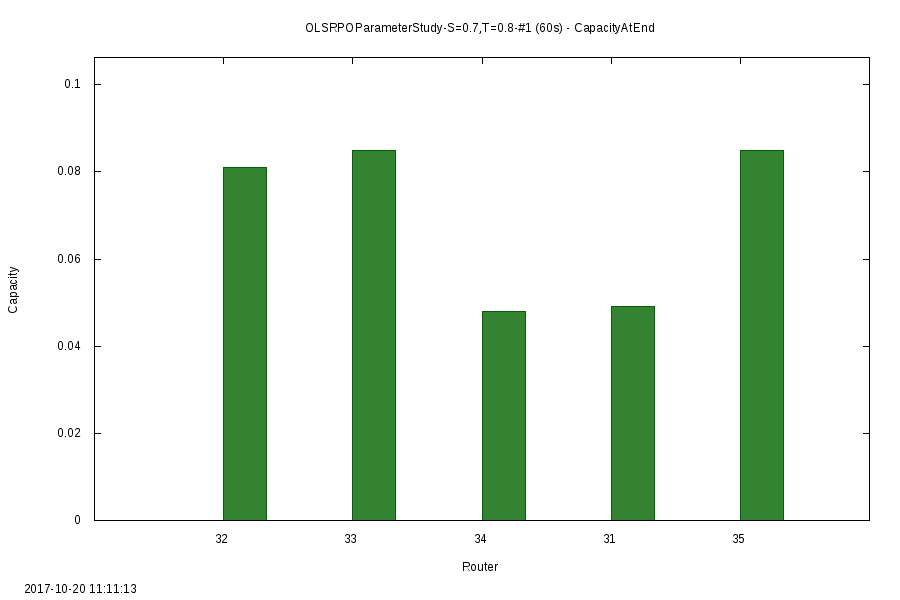 OLSRPOParameterStudy-S=0.7,T=0.8-#1 (60s) - CapacityAtEnd
0.1
0.08
0.06
0.04
0.02
0
Capacity
32 33 34 31 35
Router
2017-10-20 11:11:13